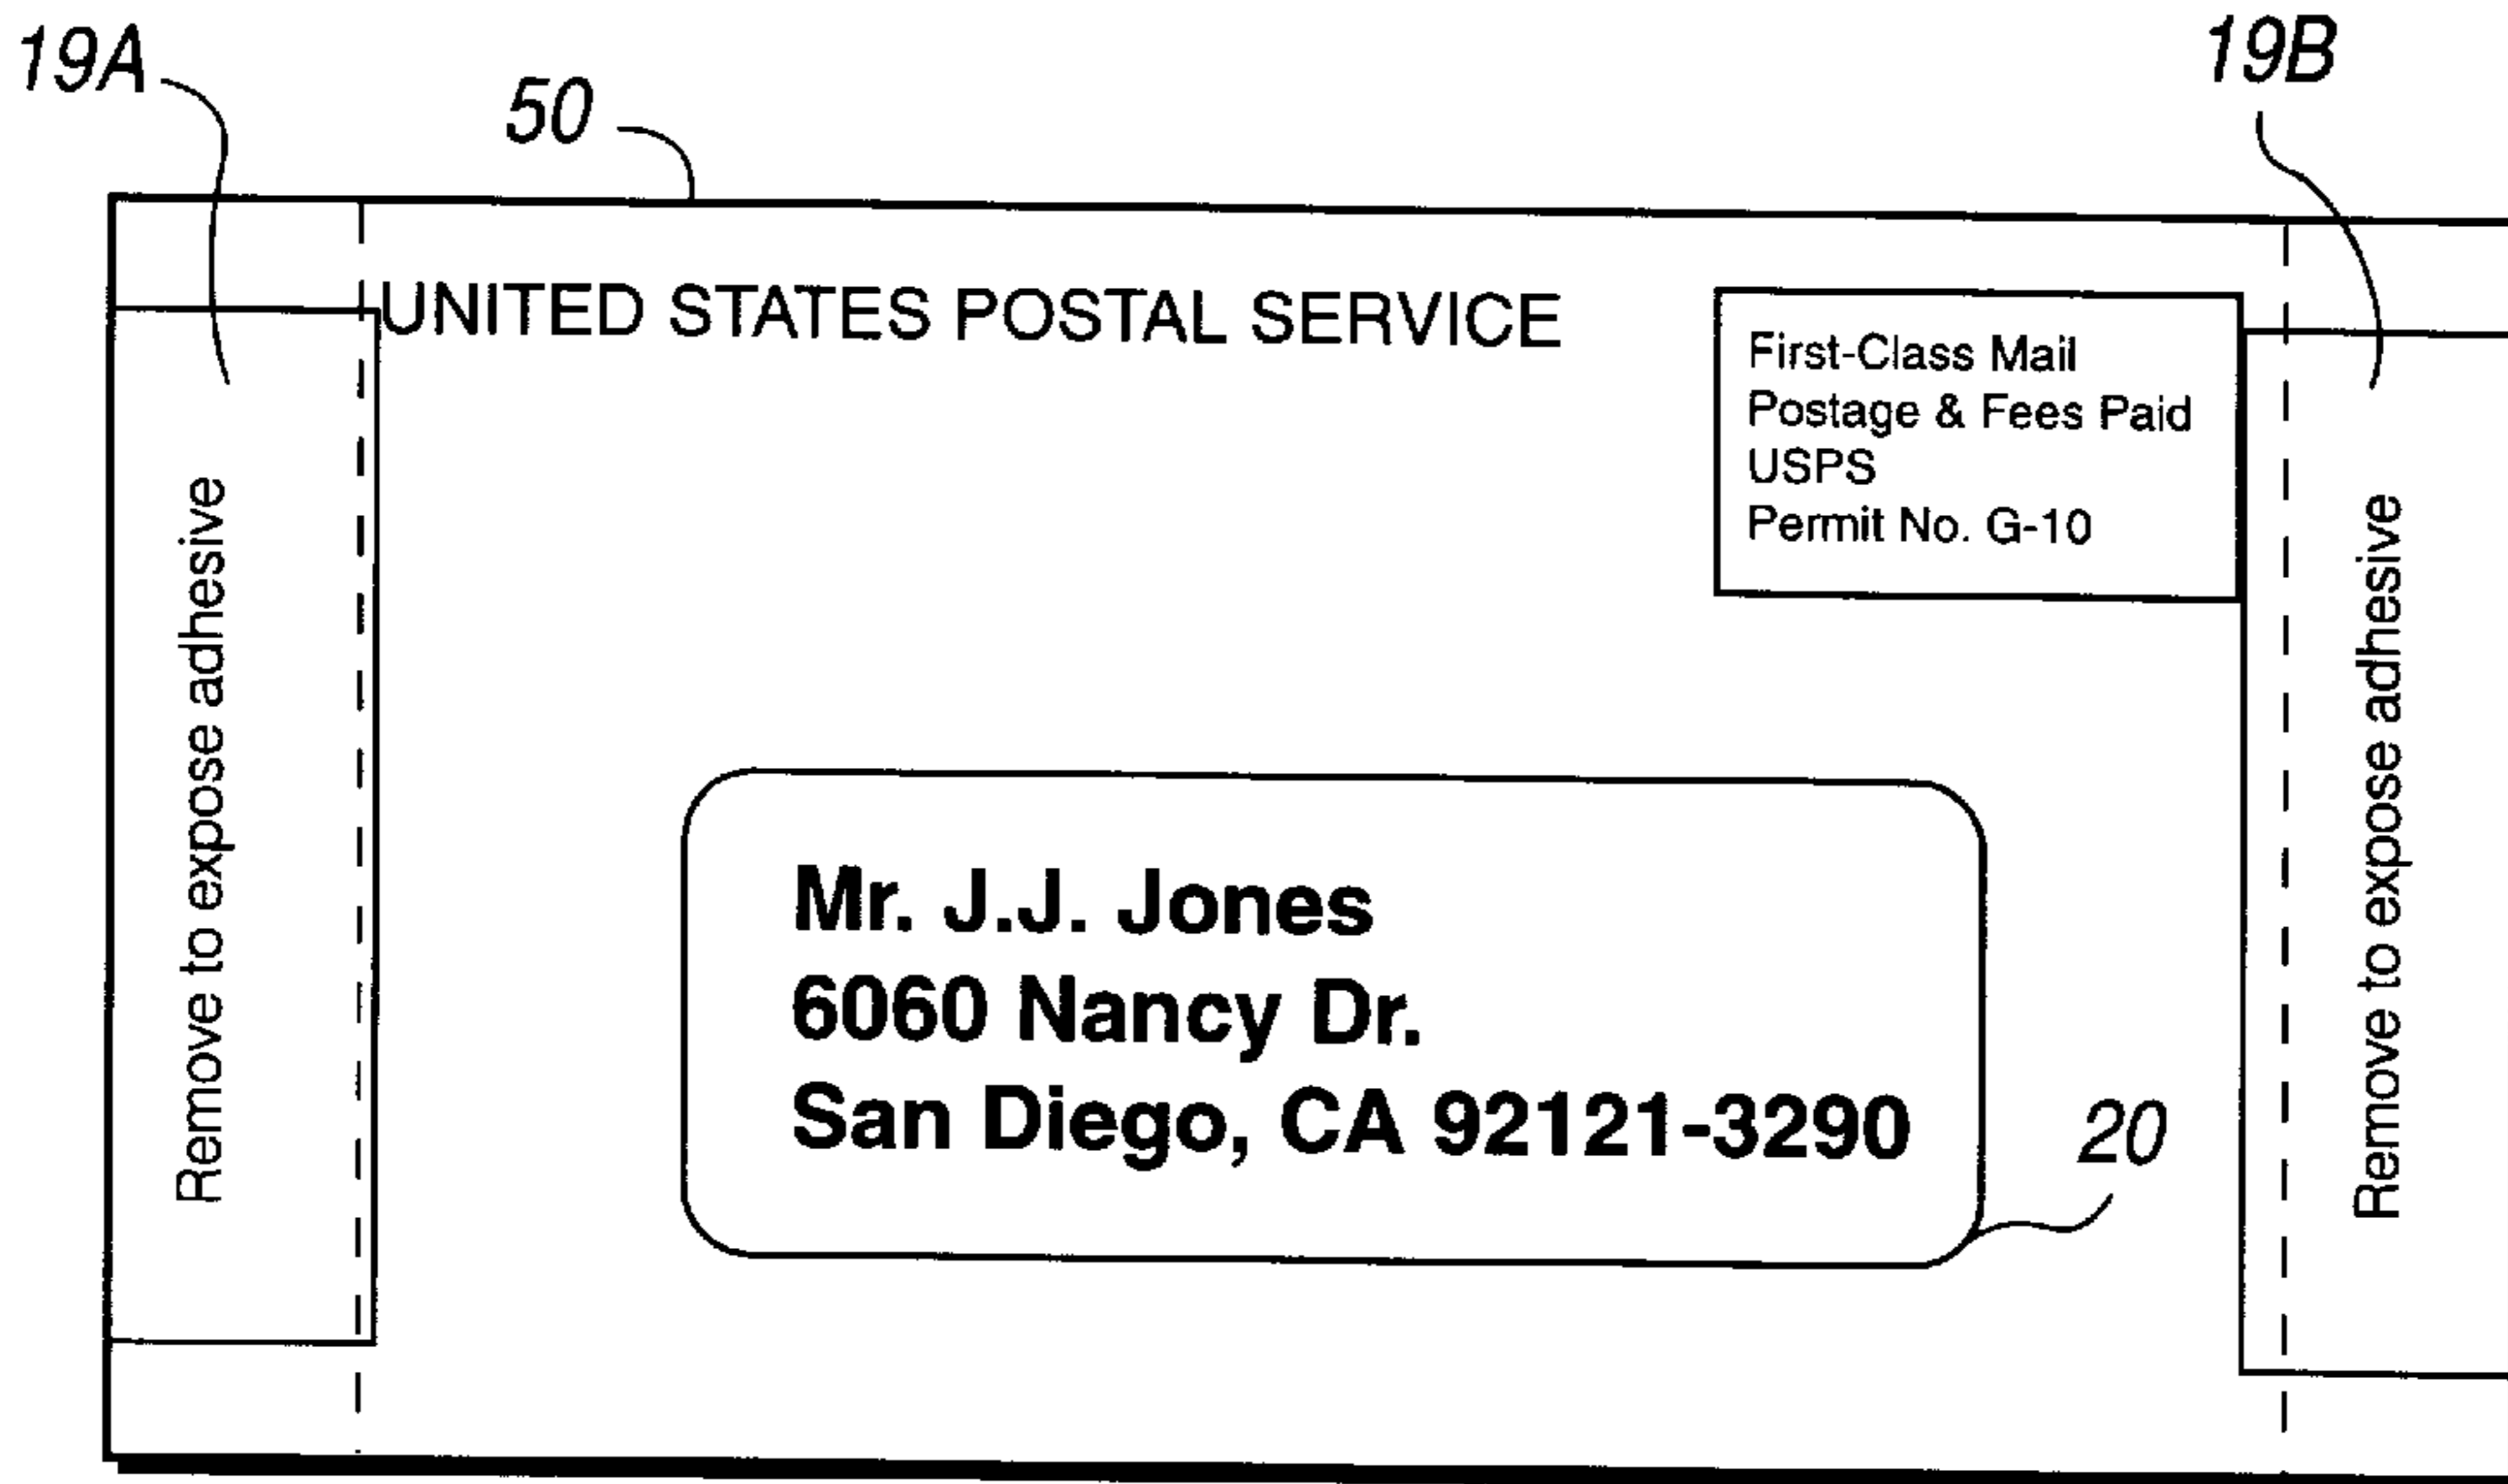 19A
50
19B
UNITED STATES POSTAL SERVICE
First-Class Mail
Postage & Fees Paid
USPS
Permit No. G-10
Remove to expose adhesive
Remove to expose adhesive
Mr. J.J. Jones
6060 Nancy Dr.
San Diego, CA 92121-3290
20